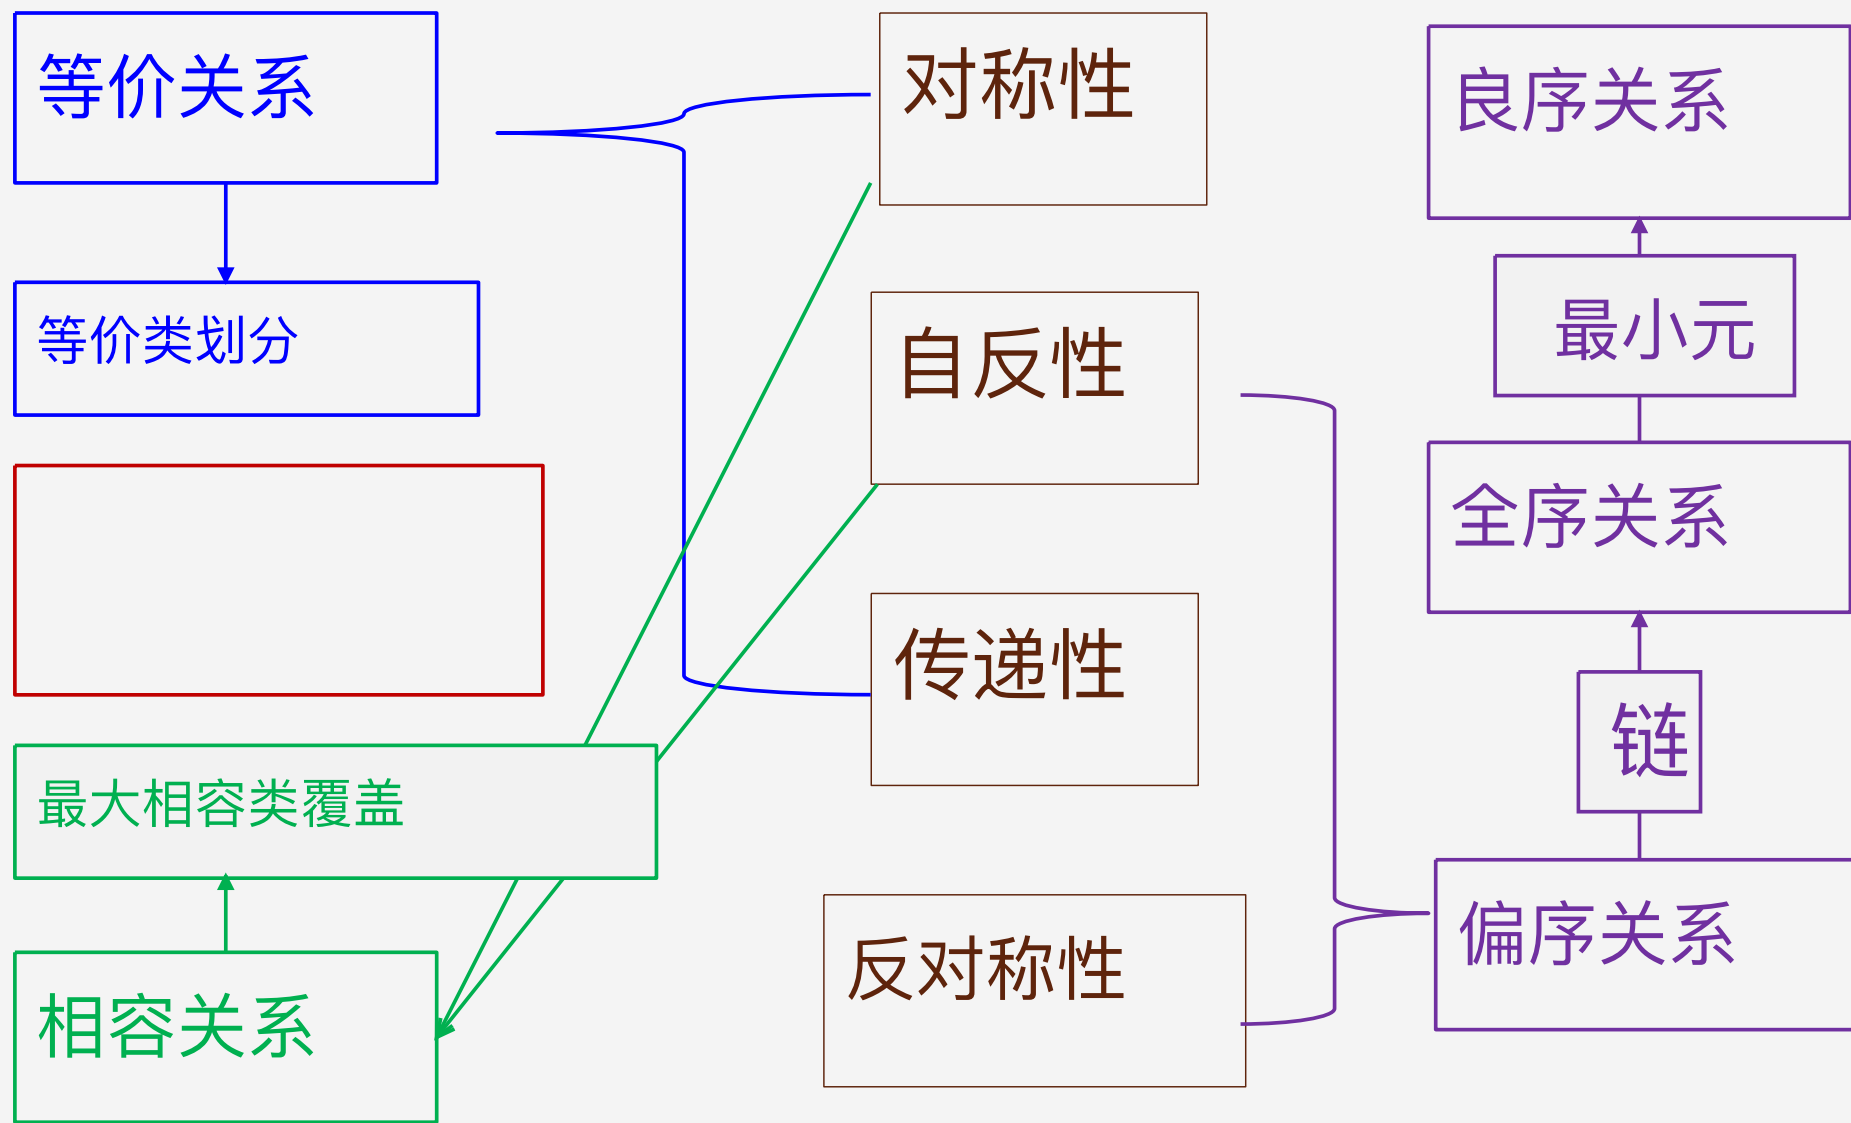 等价关系
等价类划分
最大相容类覆盖
相容关系
对称性
自反性
传递性
反对称性
良序关系
最小元
全序关系
链
偏序关系